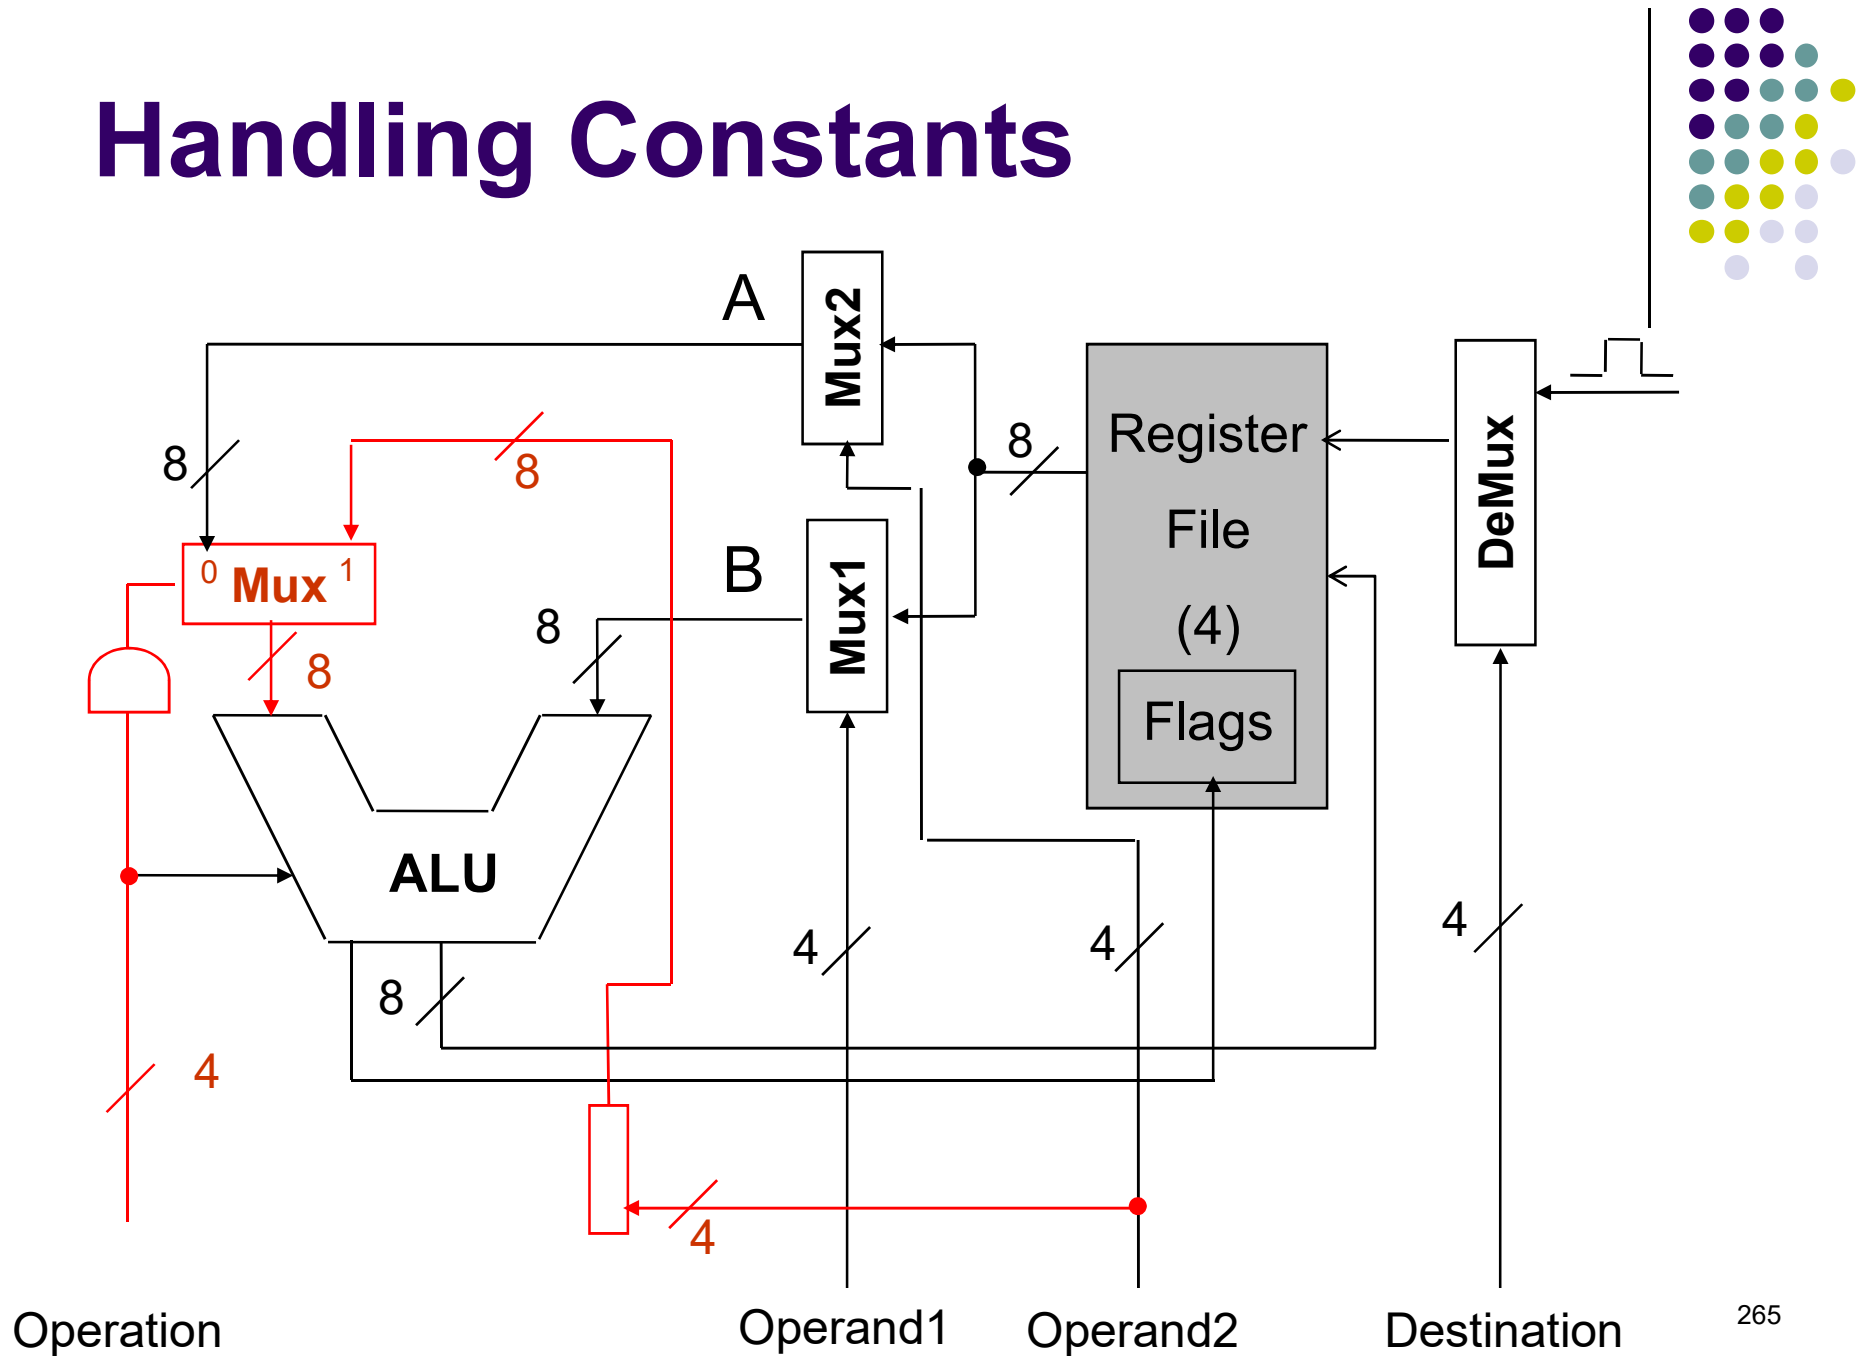 Handling Constants
A
Mux2
8
8
8
Register
File
(4)
Flags
DeMux
0 Mux 1
B
Mux1
8
8
ALU
8
4
4
4
4
4
Operation
Operand1
Operand2
Destination
265